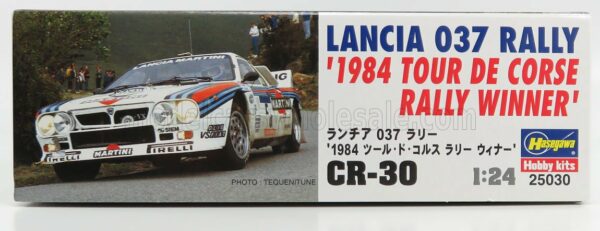 LANCIA 037 RALLY
'1984 TOUR DE CORSE
RALLY WINNER'
ランチア 037 ラリー
'1984 ツール・ド・コルス ラリー ウィナー'
CR-30
1:24
Hasegawa
Hobby kits
25030
PHOTO : TEQUENITUNE
LANCIA MARTINI
MARTINI
PIRELLI
MARTINI
PIRELLI